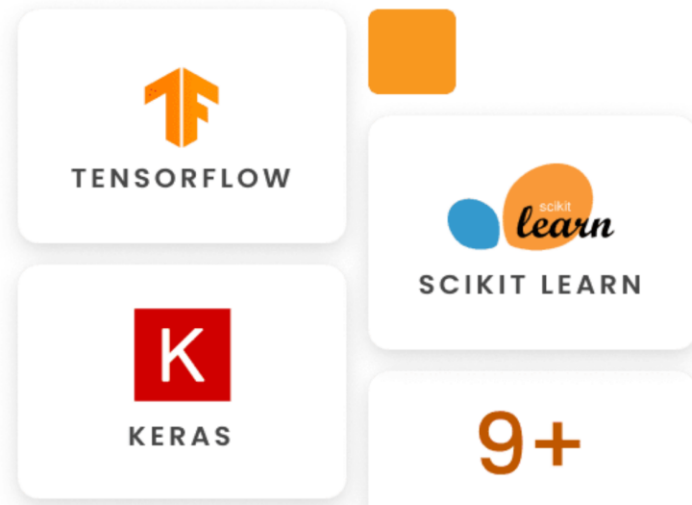 TENSORFLOW
scikit
learn
SCIKIT LEARN
K
KERAS
9+